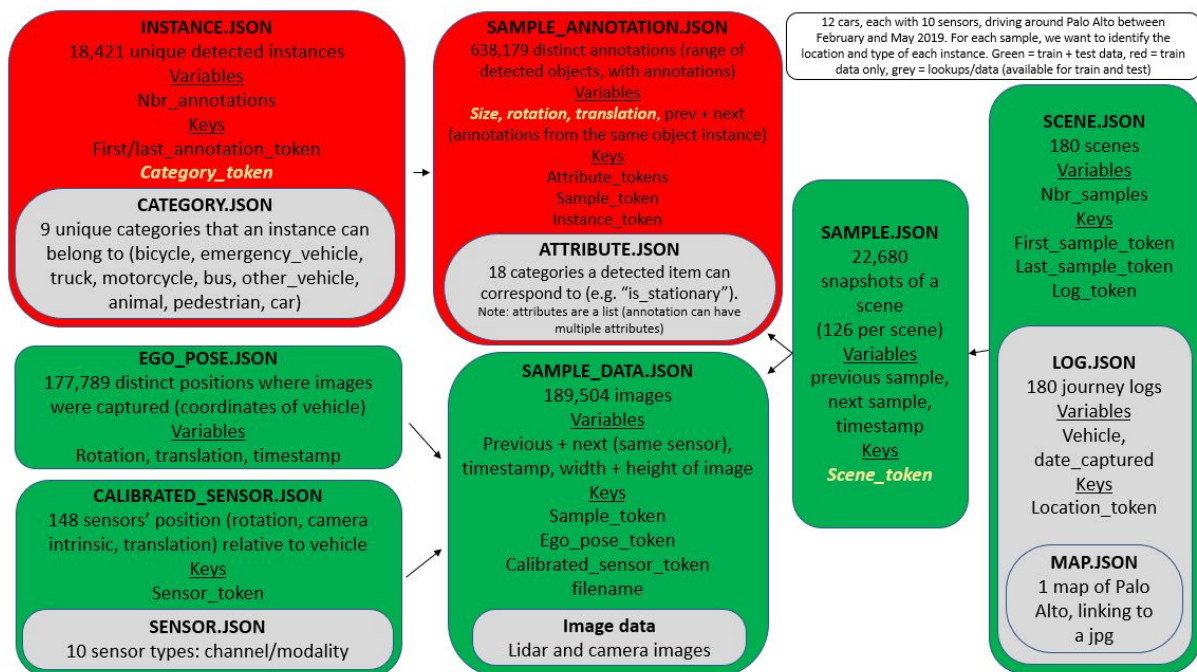 INSTANCE.JSON
18,421 unique detected instances
Variables
Nbr_annotations
Keys
First/last_annotation_token
Category_token
CATEGORY.JSON
9 unique categories that an instance can
belong to (bicycle, emergency_vehicle,
truck, motorcycle, bus, other_vehicle,
animal, pedestrian, car)
SAMPLE_ANNOTATION.JSON
638,179 distinct annotations (range of
detected objects, with annotations)
Variables
Size, rotation, translation, prev + next
(annotations from the same object instance)
Keys
Attribute_tokens
Sample_token
Instance_token
ATTRIBUTE.JSON
18 categories a detected item can
correspond to (e.g. “is_stationary”).
Note: attributes are a list (annotation can have
multiple attributes)
12 cars, each with 10 sensors, driving around Palo Alto between
February and May 2019. For each sample, we want to identify the
location and type of each instance. Green = train + test data, red = train
data only, grey = lookups/data (available for train and test)
SCENE.JSON
180 scenes
Variables
Nbr_samples
Keys
First_sample_token
Last_sample_token
Log_token
LOG.JSON
180 journey logs
Variables
Vehicle,
date_captured
Keys
Location_token
MAP.JSON
1 map of Palo
Alto, linking to
a jpg
SAMPLE.JSON
22,680
snapshots of a
scene
(126 per scene)
Variables
previous sample,
next sample,
timestamp
Keys
Scene_token
EGO_POSE.JSON
177,789 distinct positions where images
were captured (coordinates of vehicle)
Variables
Rotation, translation, timestamp
CALIBRATED_SENSOR.JSON
148 sensors’ position (rotation, camera
intrinsic, translation) relative to vehicle
Keys
Sensor_token
SENSOR.JSON
10 sensor types: channel/modality
SAMPLE_DATA.JSON
189,504 images
Variables
Previous + next (same sensor),
timestamp, width + height of image
Keys
Sample_token
Ego_pose_token
Calibrated_sensor_token
filename
Image data
Lidar and camera images